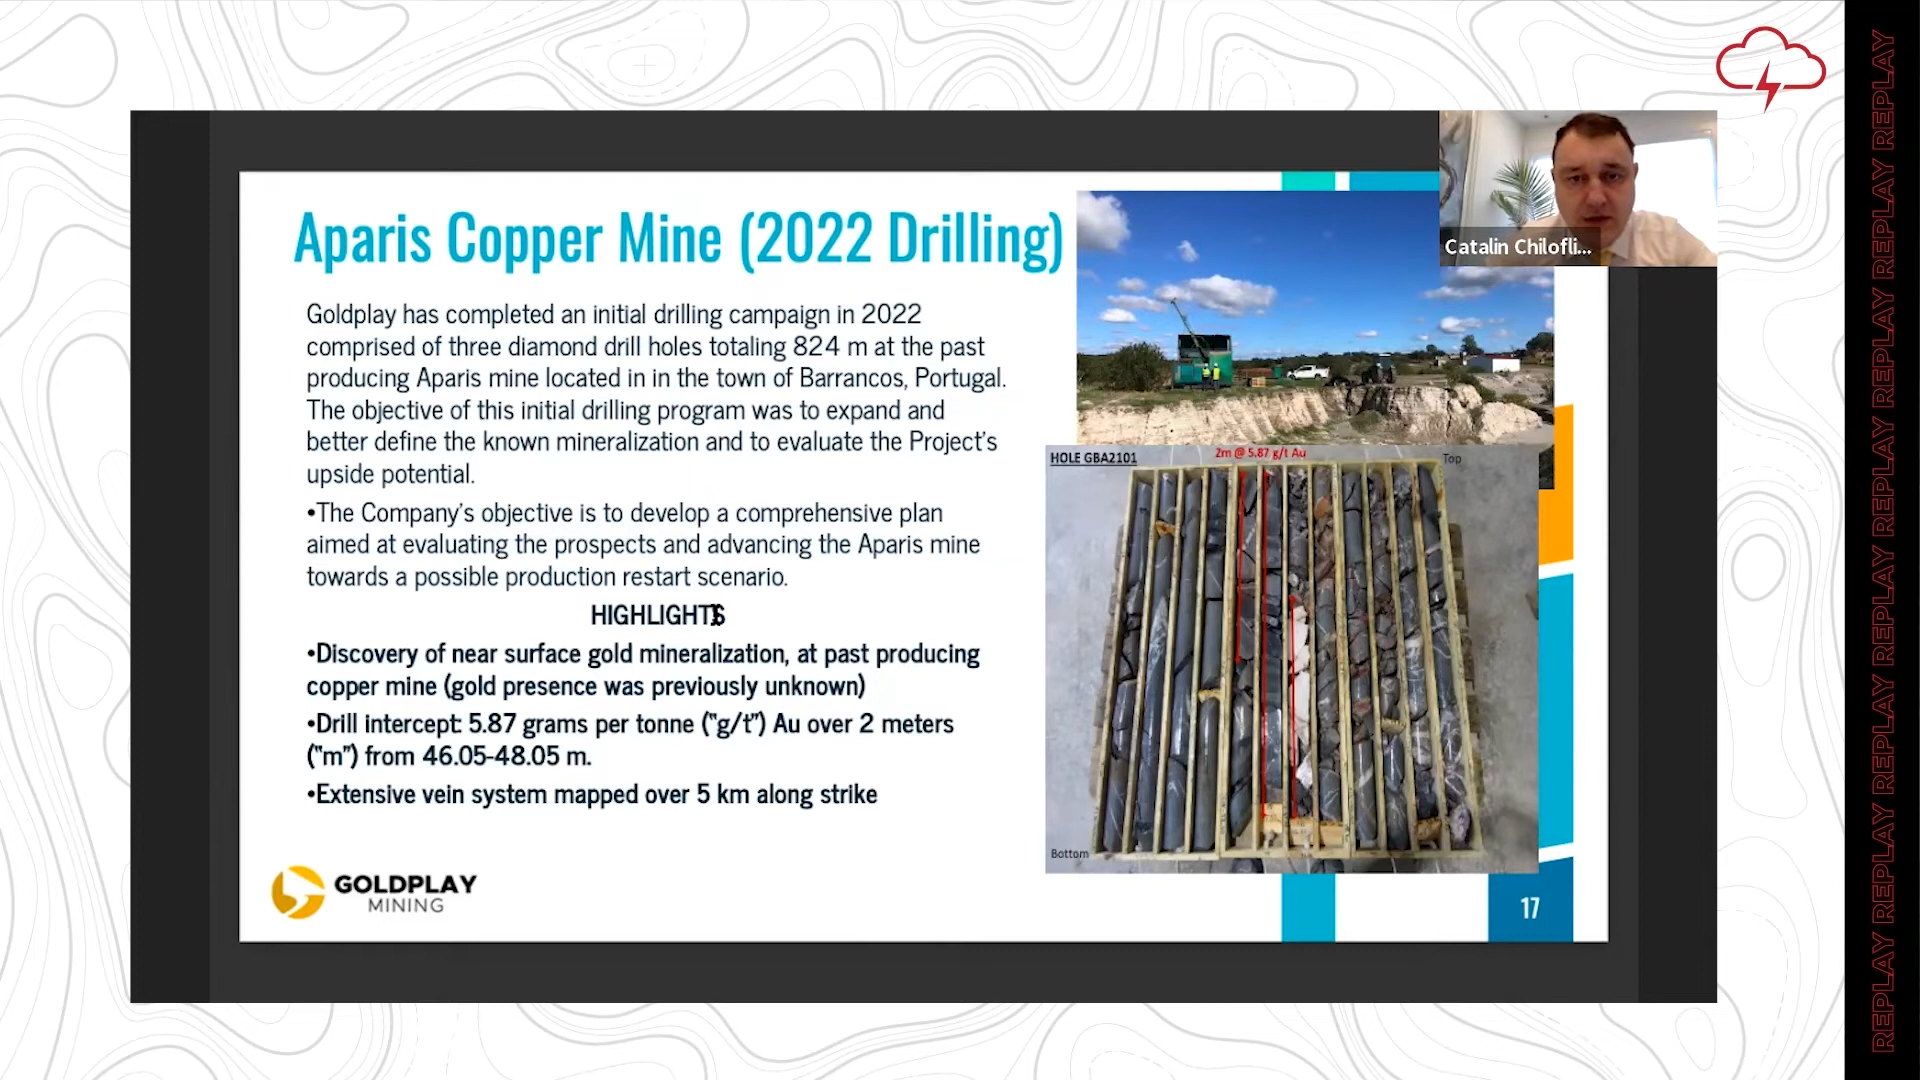 Aparis Copper Mine (2022 Drilling)
Catalin Chilofli...
Goldplay has completed an initial drilling campaign in 2022
comprised of three diamond drill holes totaling 824 m at the past
producing Aparis mine located in in the town of Barrancos, Portugal.
The objective of this initial drilling program was to expand and
better define the known mineralization and to evaluate the Project's
upside potential.
•The Company's objective is to develop a comprehensive plan
aimed at evaluating the prospects and advancing the Aparis mine
towards a possible production restart scenario.
HIGHLIGHTS
•Discovery of near surface gold mineralization, at past producing
copper mine (gold presence was previously unknown)
•Drill intercept: 5.87 grams per tonne ("g/t") Au over 2 meters
("m") from 46.05-48.05 m.
•Extensive vein system mapped over 5 km along strike
HOLE GBA2101
2m @ 5.87 g/t Au
Top
Bottom
GOLDPLAY
MINING
17
REPLAY REPLAY REPLAY REPLAY REPLAY REPLAY REPLAY REPLAY